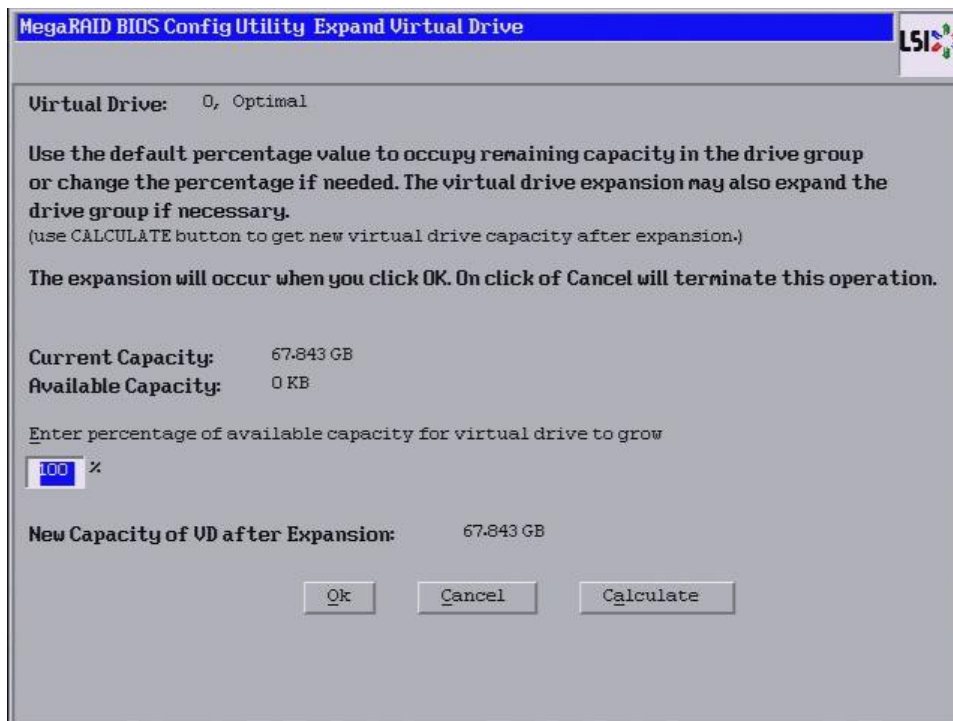 MegaRAID BIOS Config Utility Expand Virtual Drive
LSI
Virtual Drive: 0, Optimal
Use the default percentage value to occupy remaining capacity in the drive group
or change the percentage if needed. The virtual drive expansion may also expand the
drive group if necessary.
(use CALCULATE button to get new virtual drive capacity after expansion.)
The expansion will occur when you click OK. On click of Cancel will terminate this operation.
Current Capacity: 67.843 GB
Available Capacity: 0 KB
Enter percentage of available capacity for virtual drive to grow
100 %
New Capacity of VD after Expansion: 67.843 GB
Ok Cancel Calculate